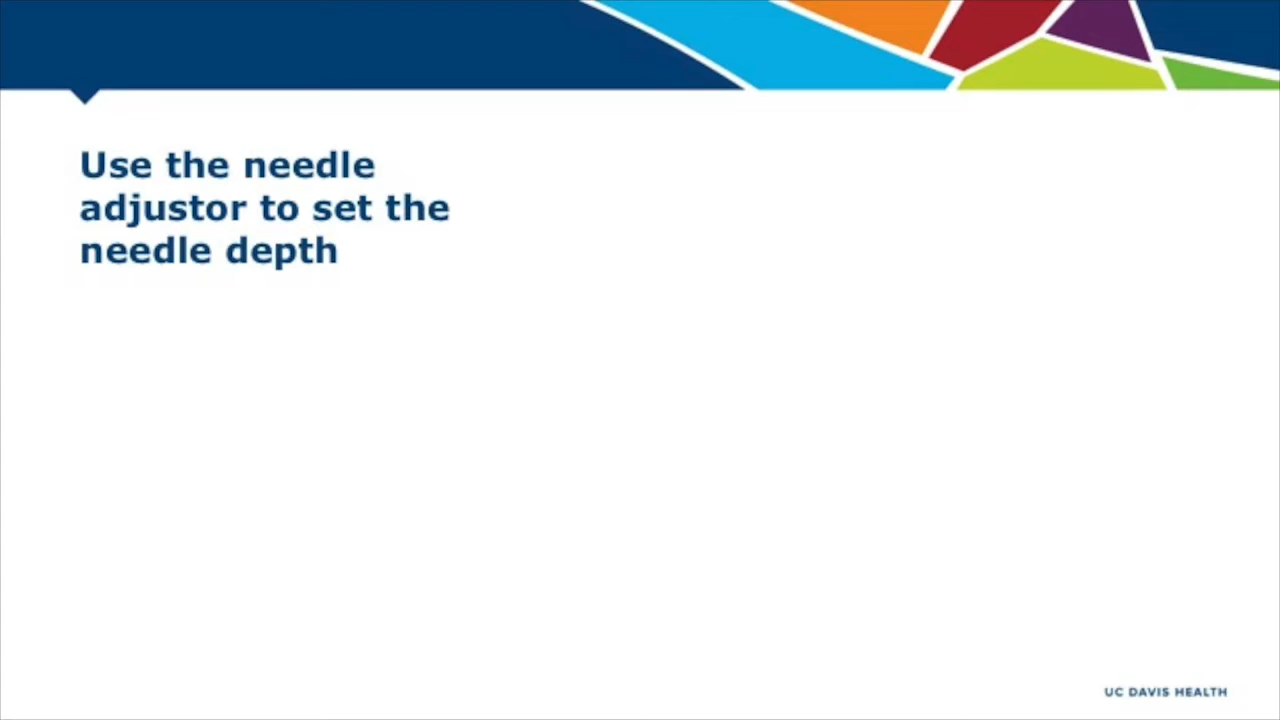 Use the needle
adjustor to set the
needle depth
UC DAVIS HEALTH